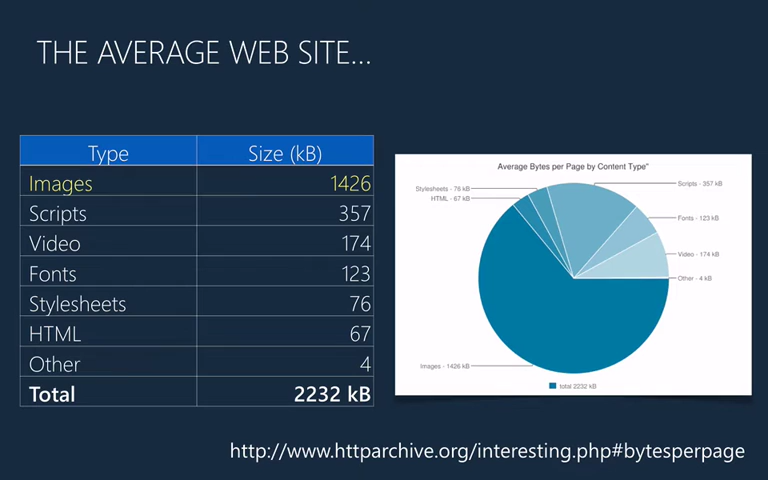 THE AVERAGE WEB SITE...
Type Size (kB)
Images 1426
Scripts 357
Video 174
Fonts 123
Stylesheets 76
HTML 67
Other 4
Total 2232 kB
Average Bytes per Page by Content Type"
Stylesheets - 76 kB
HTML - 67 kB
Scripts - 357 kB
Fonts - 123 kB
Video - 174 kB
Other - 4 kB
Images - 1426 kB
total 2232 kB
http://www.httparchive.org/interesting.php#bytesperpage